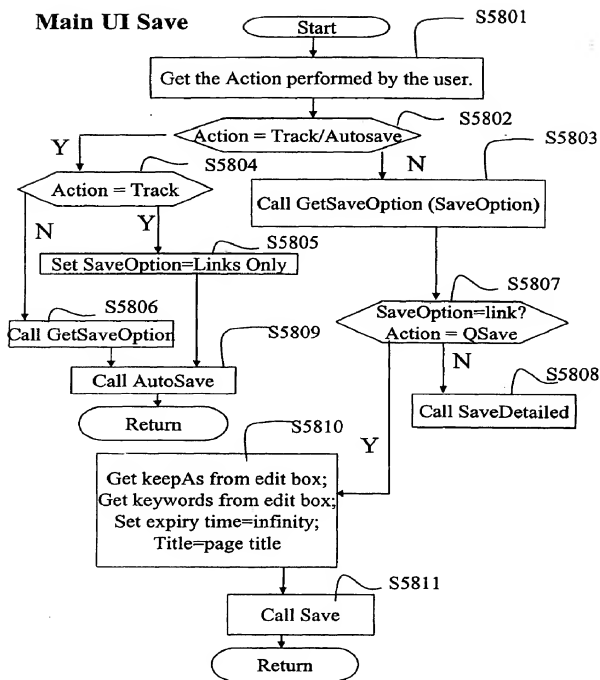 Main UI Save
Start
S5801
Get the Action performed by the user.
S5802
Action = Track/Autosave
Y
N
S5803
S5804
Action = Track
Call GetSaveOption (SaveOption)
N
Y
S5805
Set SaveOption=Links Only
S5806
Call GetSaveOption
S5807
SaveOption=link?
Action = QSave
S5809
Call AutoSave
N
S5808
Call SaveDetailed
Return
S5810
Y
Get keepAs from edit box;
Get keywords from edit box;
Set expiry time=infinity;
Title=page title
S5811
Call Save
Return